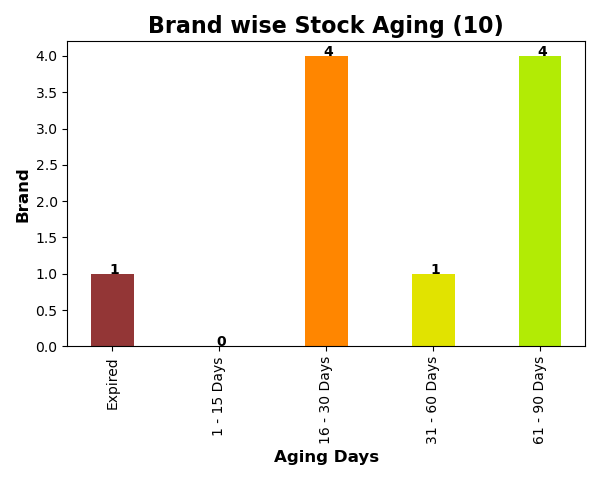 Brand wise Stock Aging (10)
4.0
3.5
3.0
2.5
2.0
1.5
1.0
0.5
0.0
Brand
1
0
4
1
4
Expired
1 - 15 Days
16 - 30 Days
31 - 60 Days
61 - 90 Days
Aging Days